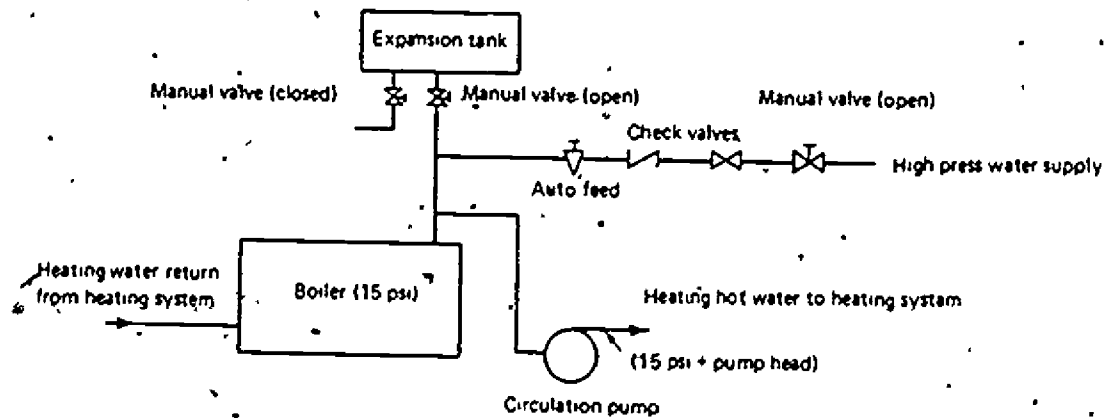 Expansion tank
Manual valve (closed)
Manual valve (open)
Manual valve (open)
Check valves
High press water supply
Auto feed
Heating water return
from heating system
Boiler (15 psi)
Heating hot water to heating systam
(15 psi + pump head)
Circulation pump